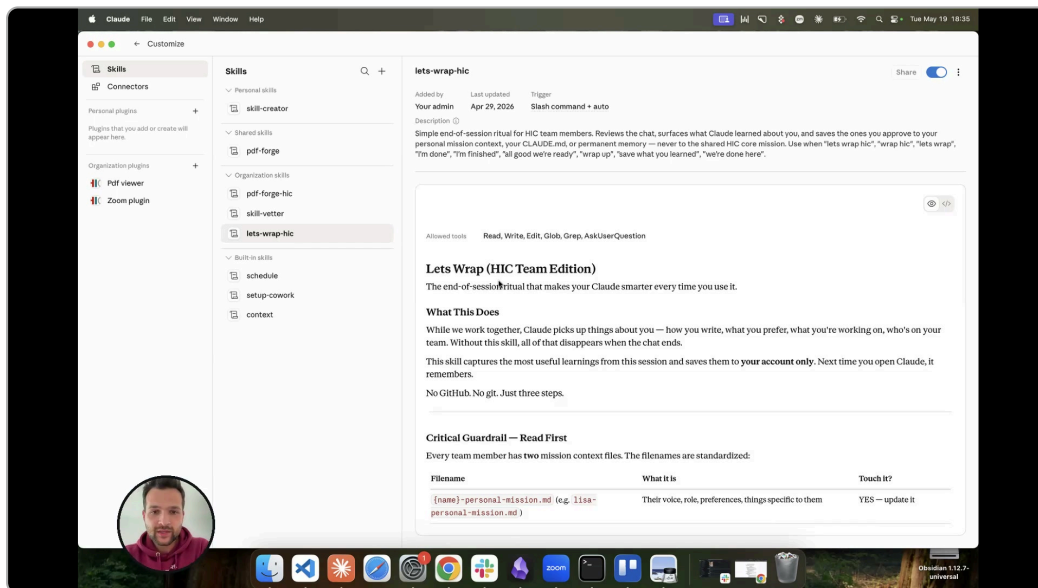 Claude File Edit View Window Help
Tue May 19 18:35
← Customize
Skills
Connectors
Personal plugins +
Plugins that you add or create will
appear here.
Organization plugins +
Pdf viewer
Zoom plugin
Skills
Personal skills
skill-creator
Shared skills
pdf-forge
Organization skills
pdf-forge-hic
skill-vetter
lets-wrap-hic
Built-in skills
schedule
setup-cowork
context
lets-wrap-hic
Share
Added by Last updated Trigger
Your admin Apr 29, 2026 Slash command + auto
Description
Simple end-of-session ritual for HIC team members. Reviews the chat, surfaces what Claude learned about you, and saves the ones you approve to your
personal mission context, your CLAUDE.md, or permanent memory — never to the shared HIC core mission. Use when "lets wrap hic", "wrap hic", "lets wrap",
"I'm done", "I'm finished", "all good we're ready", "wrap up", "save what you learned", "we're done here".
Allowed tools Read, Write, Edit, Glob, Grep, AskUserQuestion
Lets Wrap (HIC Team Edition)
The end-of-session ritual that makes your Claude smarter every time you use it.
What This Does
While we work together, Claude picks up things about you — how you write, what you prefer, what you're working on, who's on your
team. Without this skill, all of that disappears when the chat ends.
This skill captures the most useful learnings from this session and saves them to your account only. Next time you open Claude, it
remembers.
No GitHub. No git. Just three steps.
Critical Guardrail — Read First
Every team member has two mission context files. The filenames are standardized:
Filename What it is Touch it?
{name}-personal-mission.md (e.g. lisa-
personal-mission.md) Their voice, role, preferences, things specific to them YES — update it
1
zoom
Obsidian 1.12.7-
universal